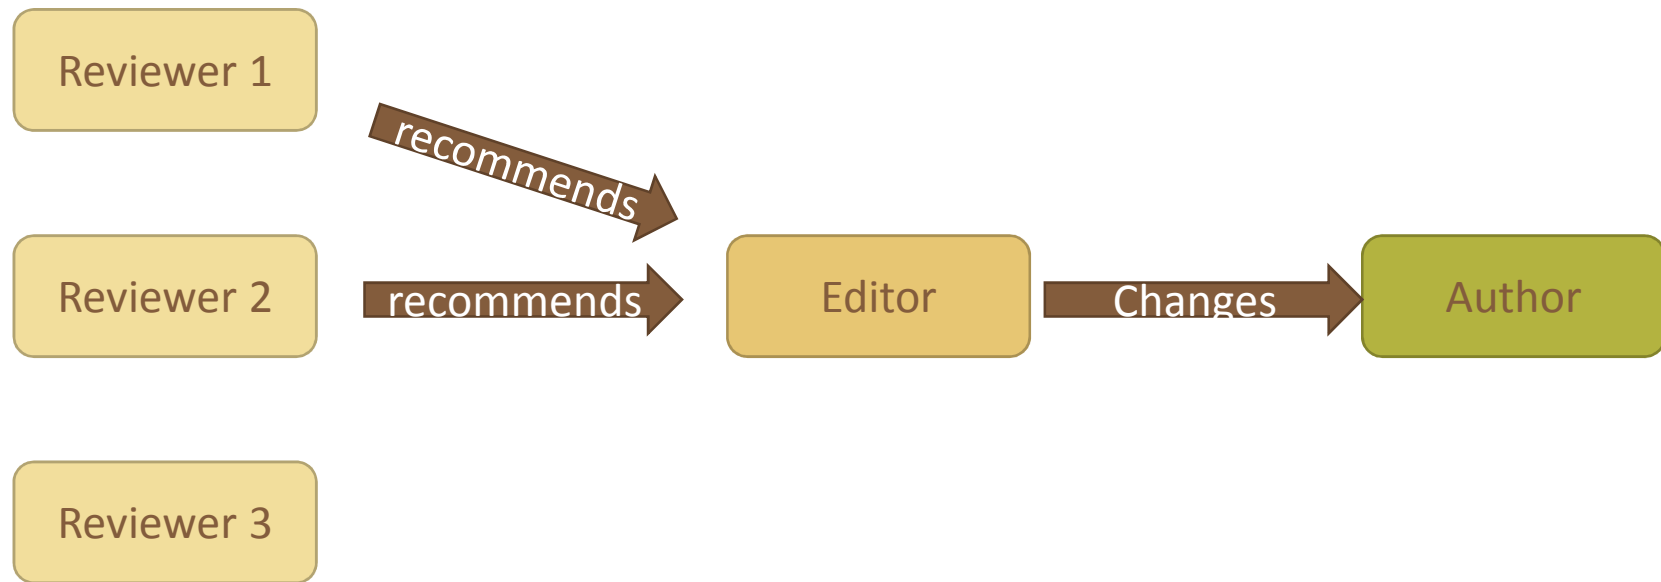 Reviewer 1
recommends
Reviewer 2
recommends
Editor
Changes
Author
Reviewer 3